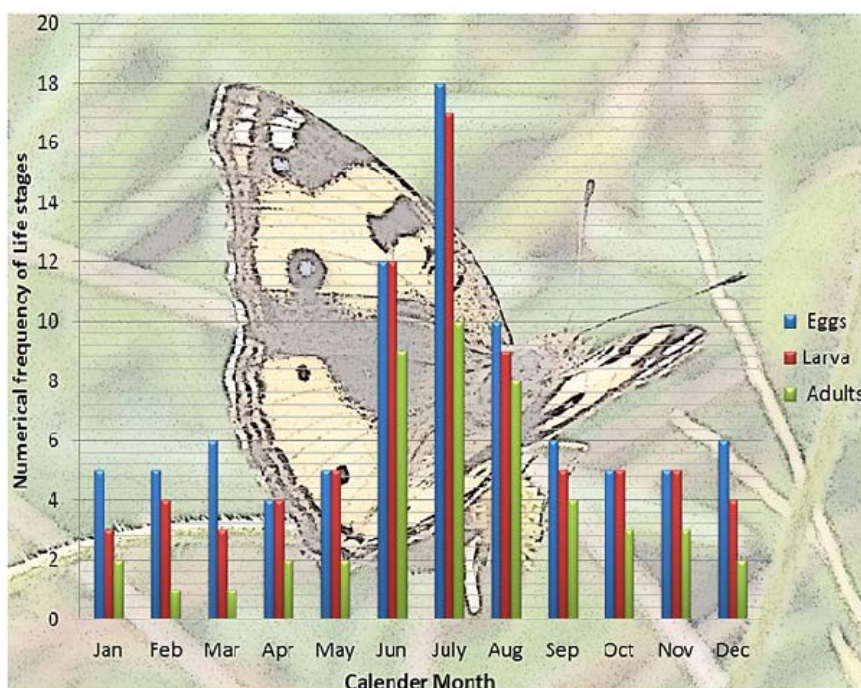 20
18
16
14
12
10
8
6
4
2
0
Numerical frequency of Life stages
Jan Feb Mar Apr May Jun July Aug Sep Oct Nov Dec
Calender Month
Eggs
Larva
Adults